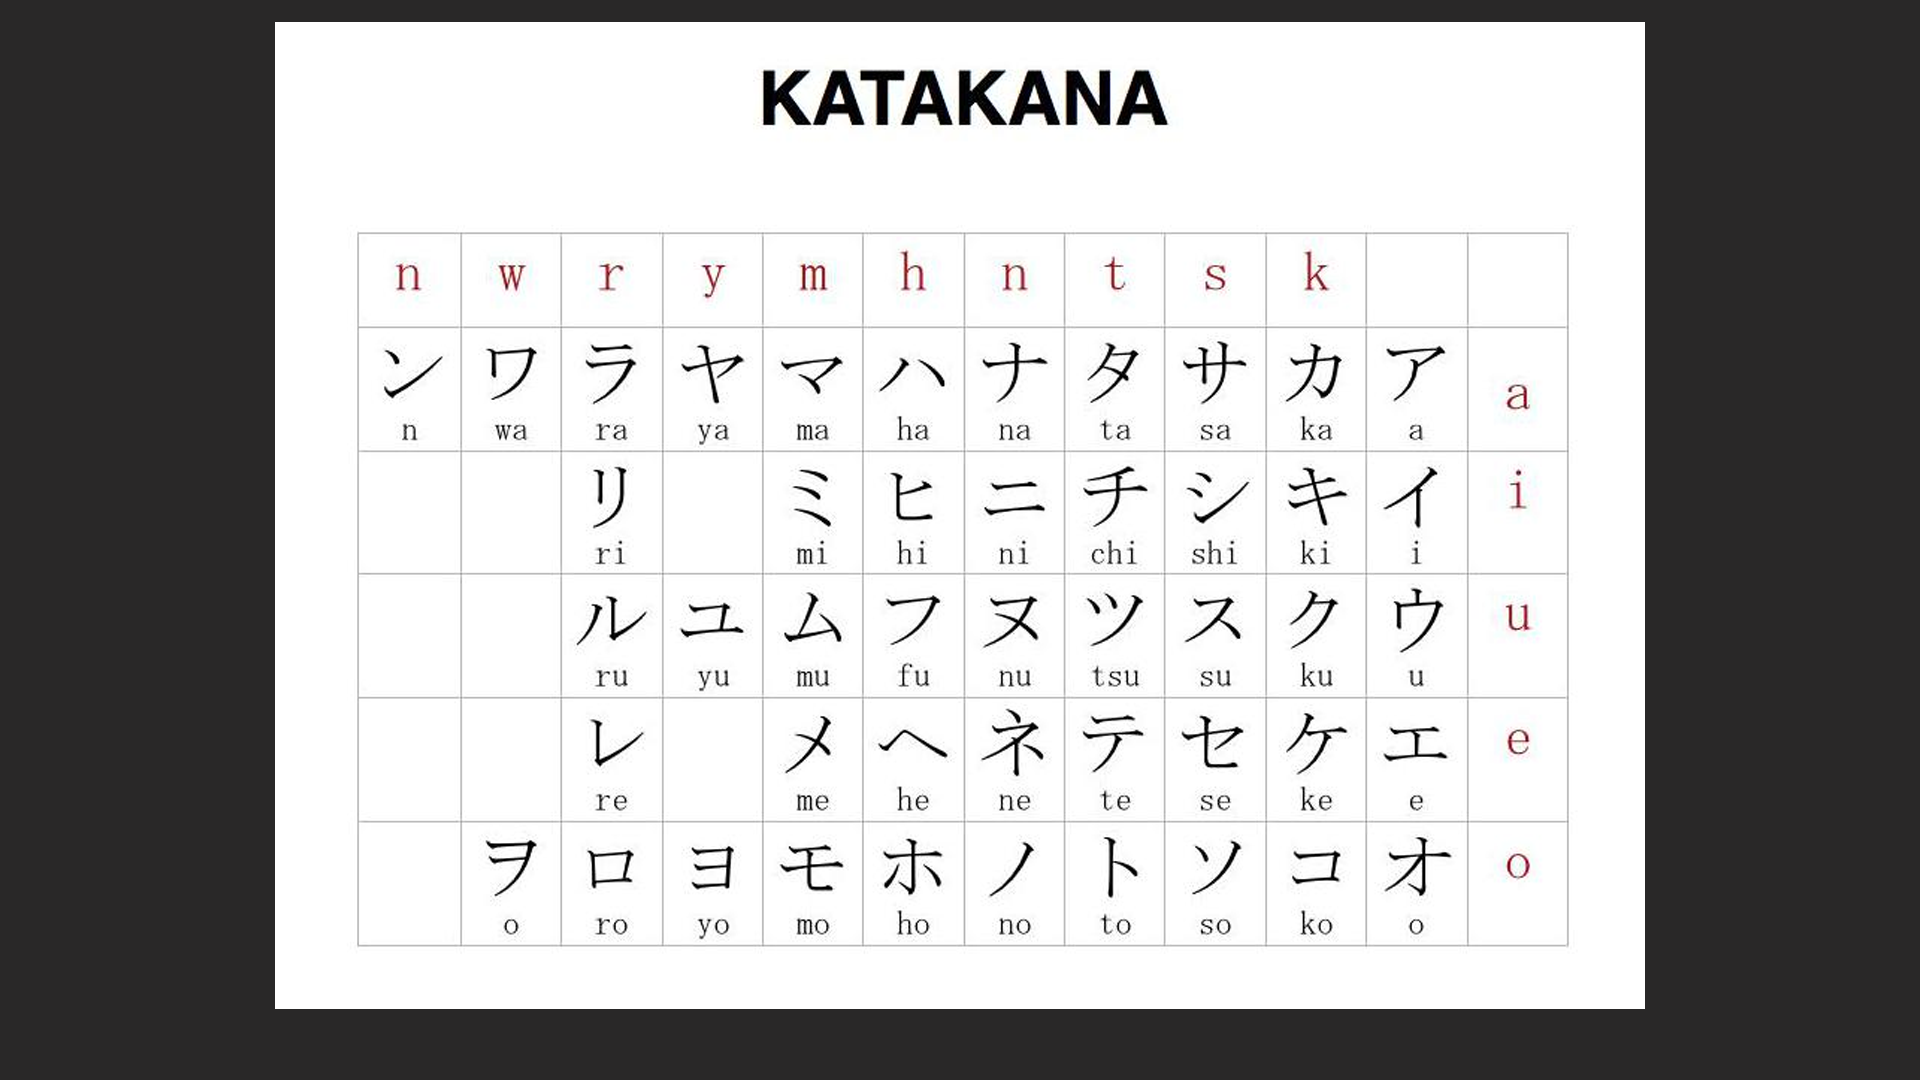 KATAKANA
n w r y m h n t s k
ン ワ ラ ヤ マ ハ ナ タ サ カ ア
n wa ra ya ma ha na ta sa ka a a
リ ミ ヒ ニ チ シ キ イ
ri mi hi ni chi shi ki i i
ル ユ ム フ ヌ ツ ス ク ウ
ru yu mu fu nu tsu su ku u u
レ メ ヘ ネ テ セ ケ エ
re me he ne te se ke e e
ヲ ロ ヨ モ ホ ノ ト ソ コ オ
o ro yo mo ho no to so ko o o